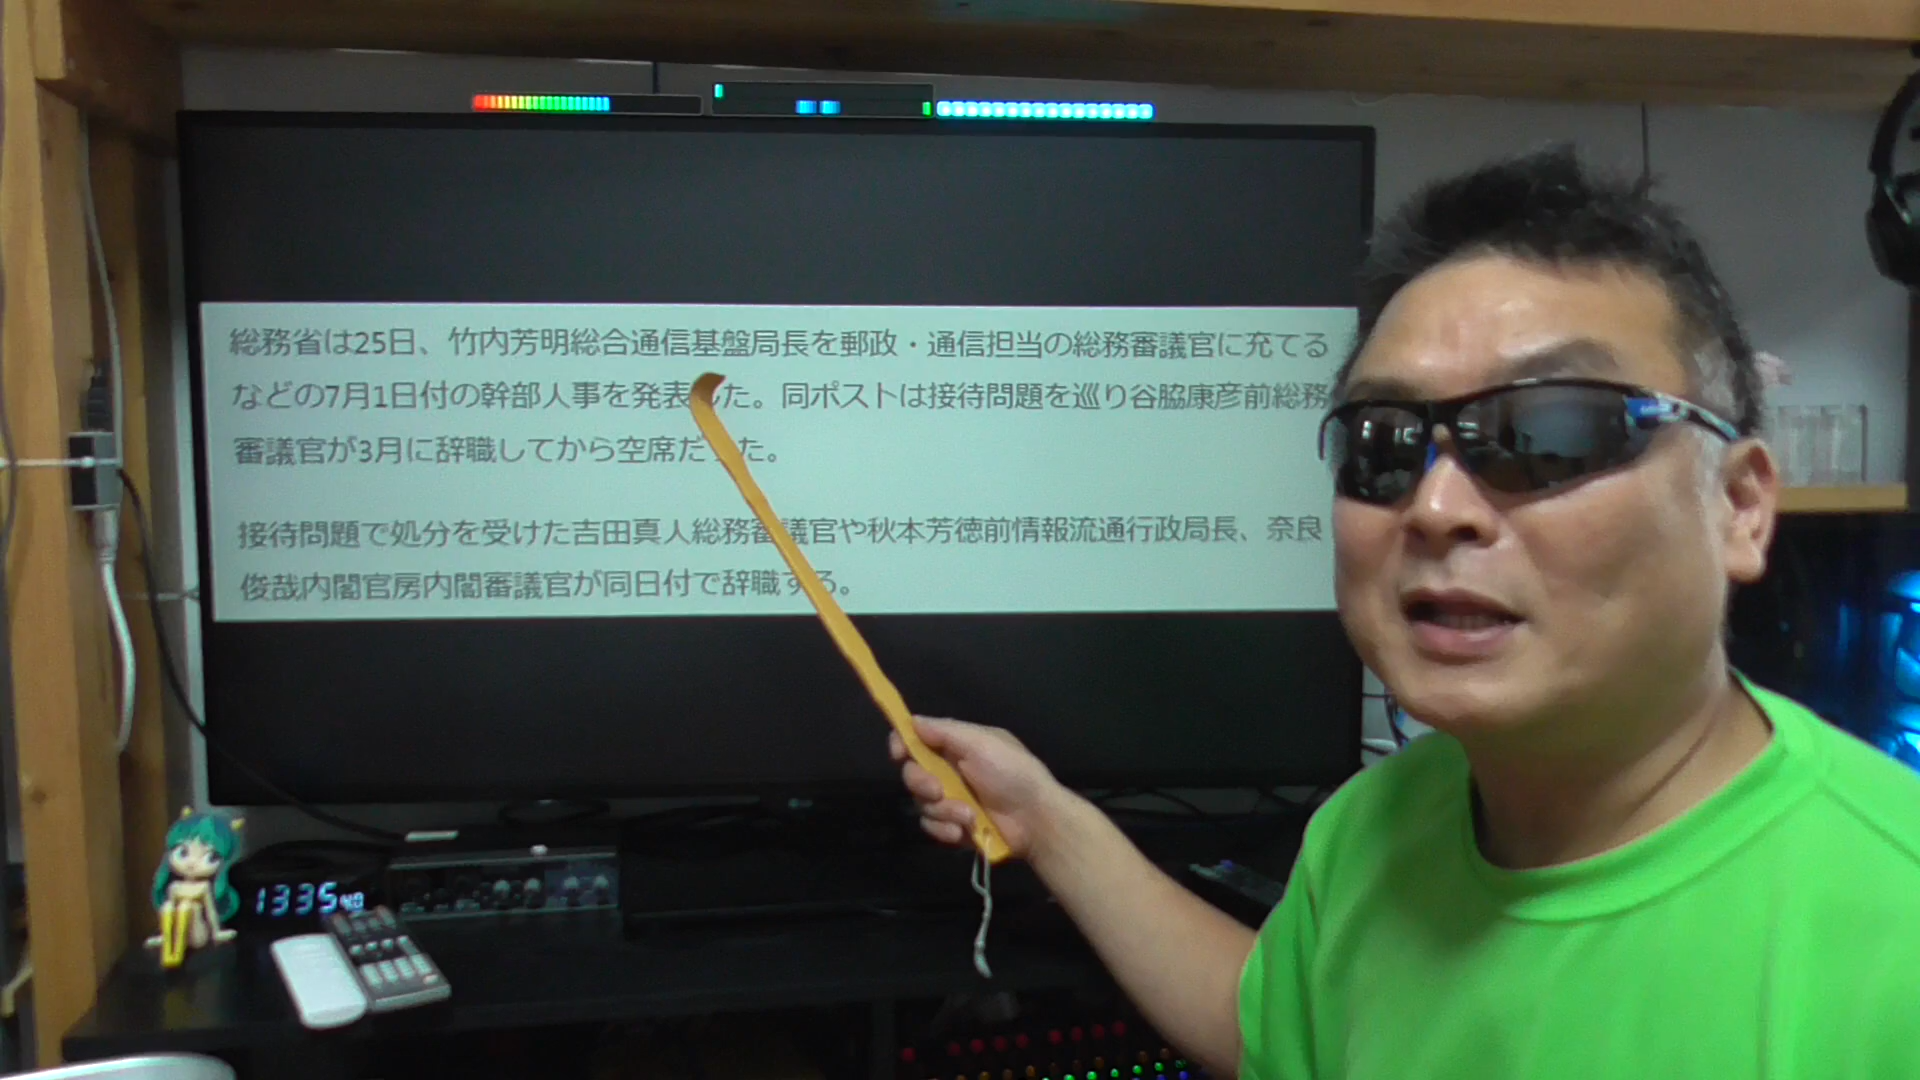 総務省は25日、竹内芳明総合通信基盤局長を郵政・通信担当の総務審議官に充てる
などの7月1日付の幹部人事を発表した。同ポストは接待問題を巡り谷脇康彦前総務
審議官が3月に辞職してから空席だった。
接待問題で処分を受けた吉田真人総務審議官や秋本芳徳前情報流通行政局長、奈良
俊哉内閣官房内閣審議官が同日付で辞職する。
LG
1335